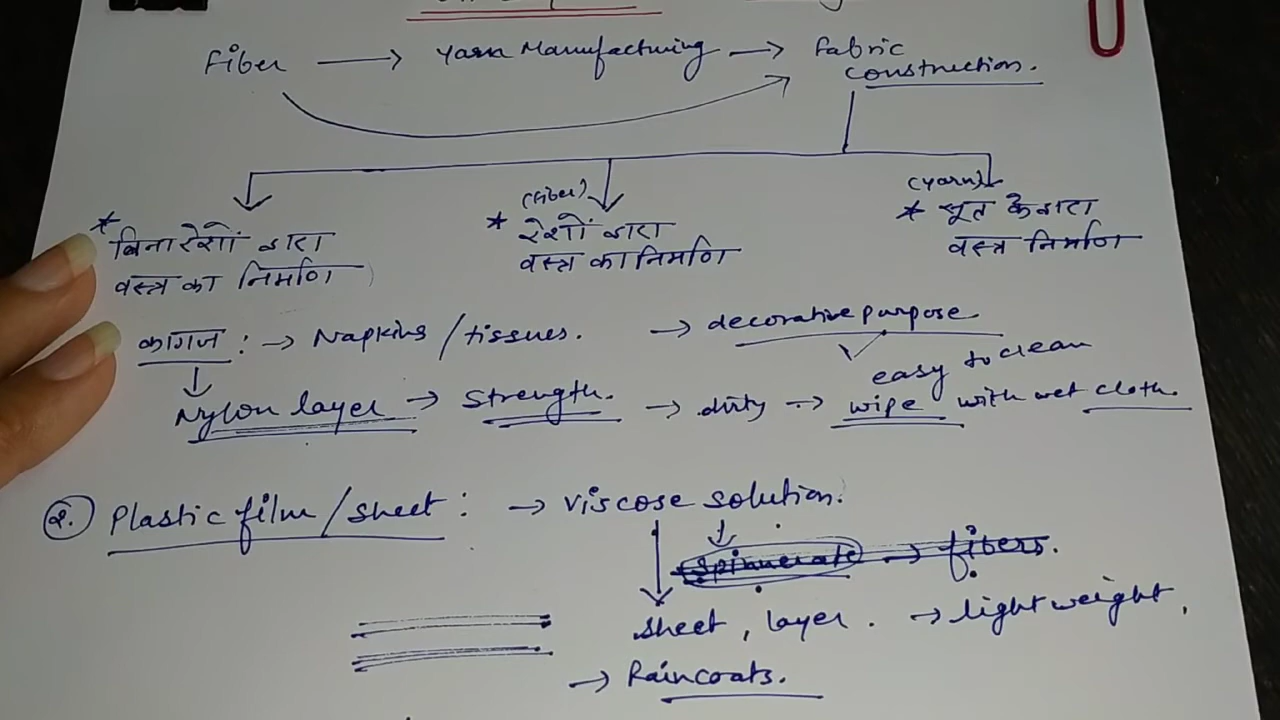 Fiber → Yarn Manufacturing → Fabric
construction.
(Fiber)
(Yarn)
* बिना रेशों द्वारा
वस्त्र का निर्माण
* रेशों द्वारा
वस्त्र का निर्माण
* सूत के द्वारा
वस्त्र निर्माण
कागज : → Napkins / tissues. → decorative purpose
easy to clean
Nylon layer → strength. → dirty → wipe with wet cloth.
2. Plastic film / sheet : → viscose solution.
spinnerate → fibers.
sheet, layer. → light weight,
→ Raincoats.